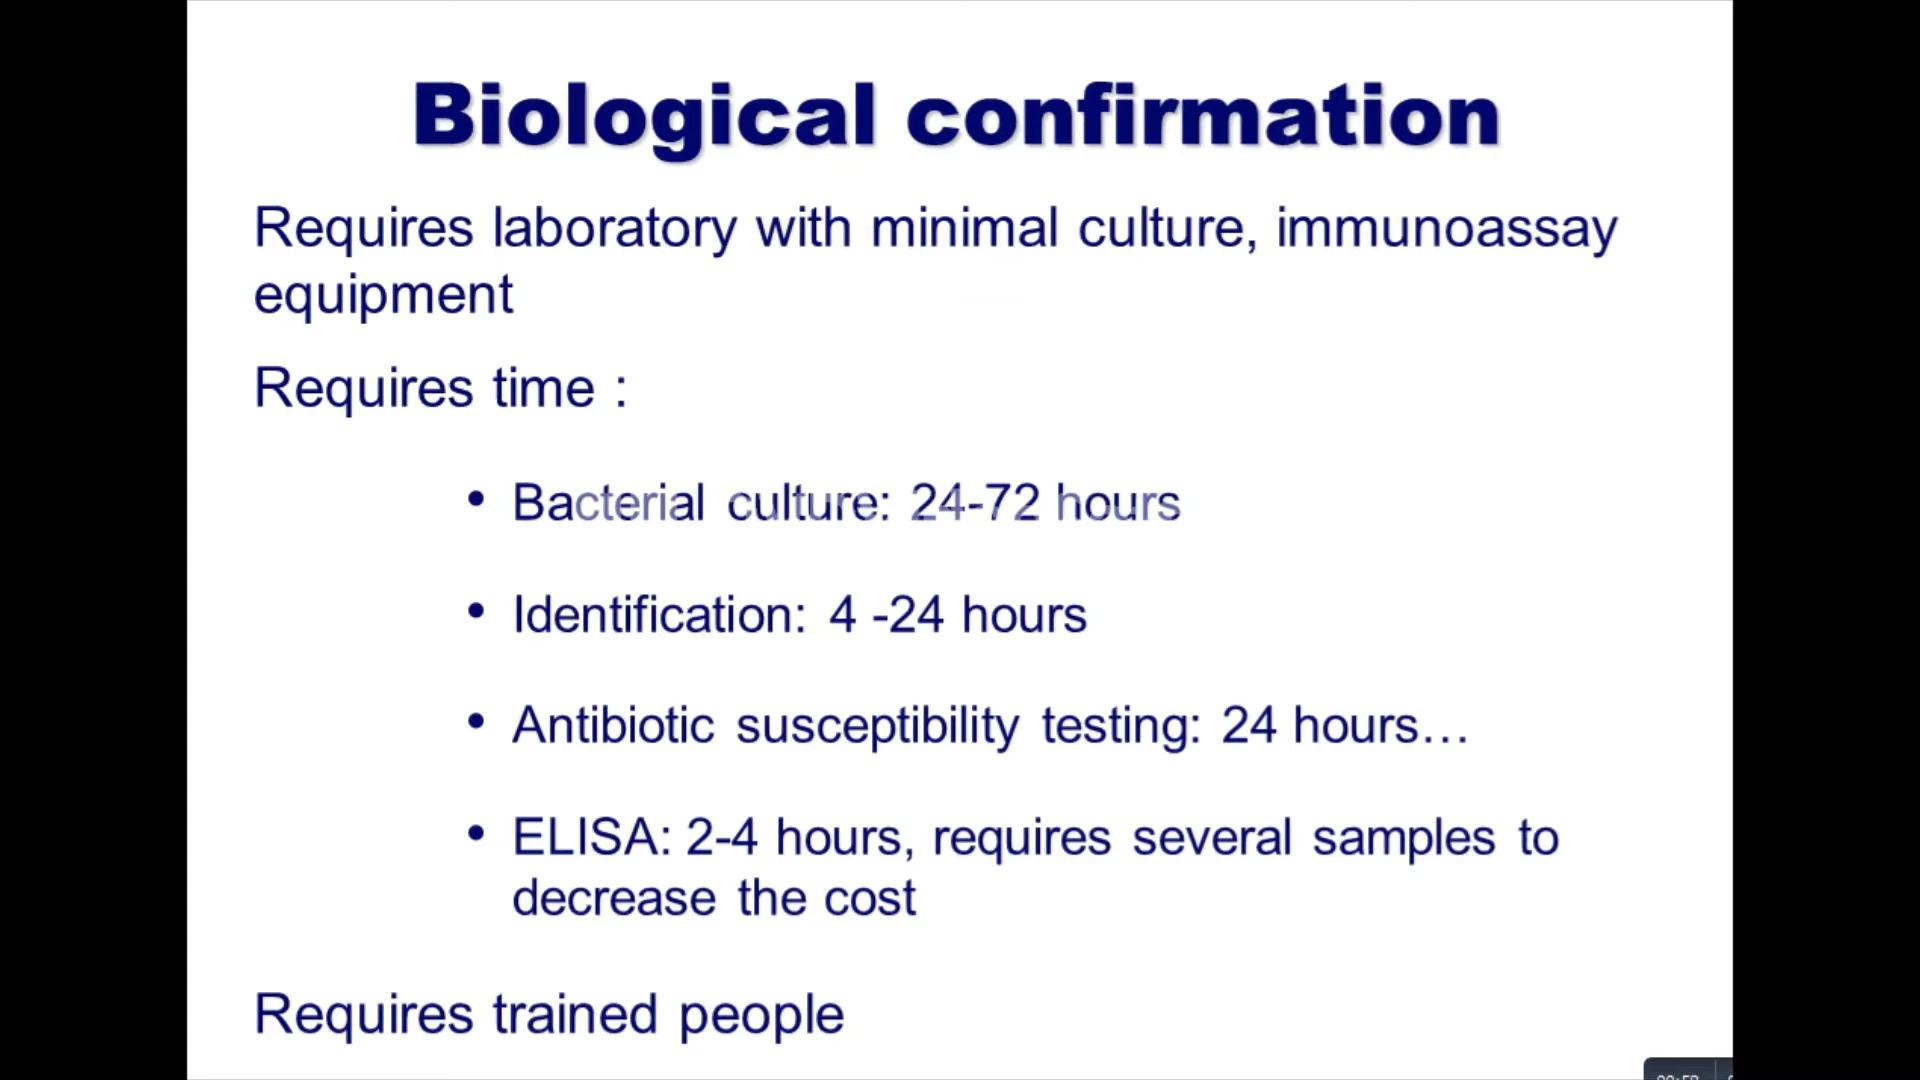 Biological confirmation
Requires laboratory with minimal culture, immunoassay
equipment
Requires time :
• Bacterial culture: 24-72 hours
• Identification: 4 -24 hours
• Antibiotic susceptibility testing: 24 hours…
• ELISA: 2-4 hours, requires several samples to
decrease the cost
Requires trained people